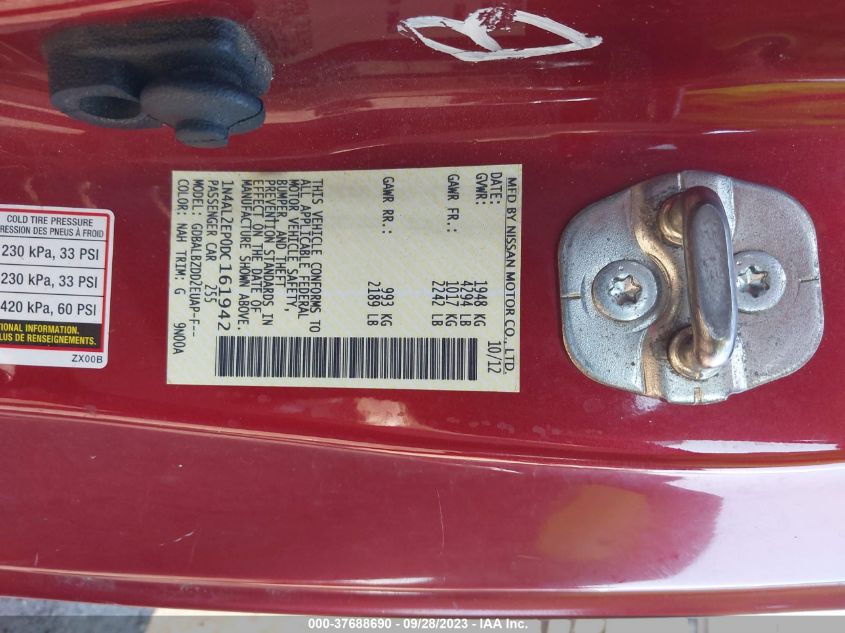 MFD BY NISSAN MOTOR CO., LTD.
DATE: 10/12
GVWR: 1948 KG
4294 LB
GAWR FR.: 1017 KG
2242 LB
GAWR RR.: 993 KG
2189 LB
THIS VEHICLE CONFORMS TO
ALL APPLICABLE FEDERAL
MOTOR VEHICLE SAFETY,
BUMPER, AND THEFT
PREVENTION STANDARDS IN
EFFECT ON THE DATE OF
MANUFACTURE SHOWN ABOVE.
1N4AL2EP0DC161942
PASSENGER CAR 255
MODEL: GDBALBZDD2EUAP-F--
COLOR: NAH TRIM: G 9N00A
COLD TIRE PRESSURE
RESSION DES PNEUS À FROID
230 kPa, 33 PSI
230 kPa, 33 PSI
420 kPa, 60 PSI
TIONAL INFORMATION.
PLUS DE RENSEIGNEMENTS.
ZX00B
000-37688690 - 09/28/2023 - IAA Inc.